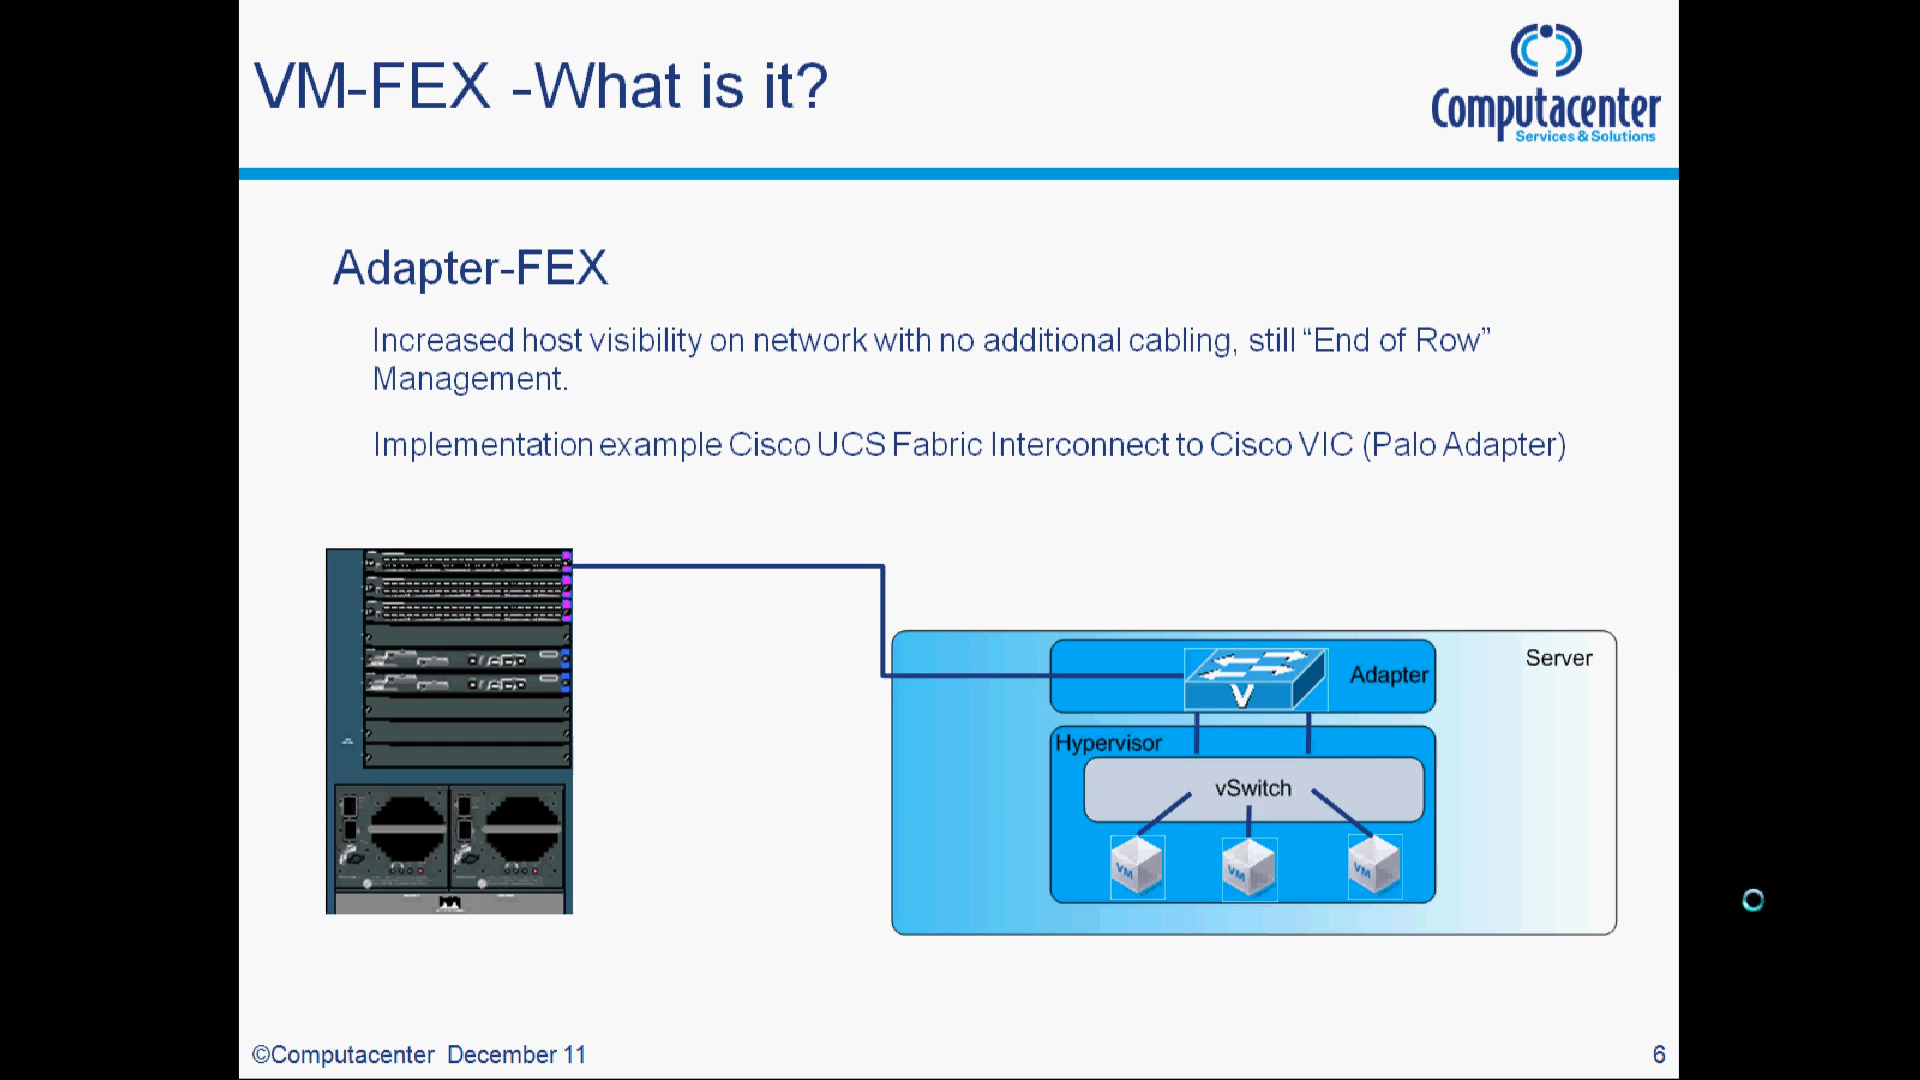 VM-FEX -What is it?
Computacenter
Services & Solutions
Adapter-FEX
Increased host visibility on network with no additional cabling, still “End of Row”
Management.
Implementation example Cisco UCS Fabric Interconnect to Cisco VIC (Palo Adapter)
Server
Adapter
V
Hypervisor
vSwitch
VM
VM
VM
©Computacenter December 11
6